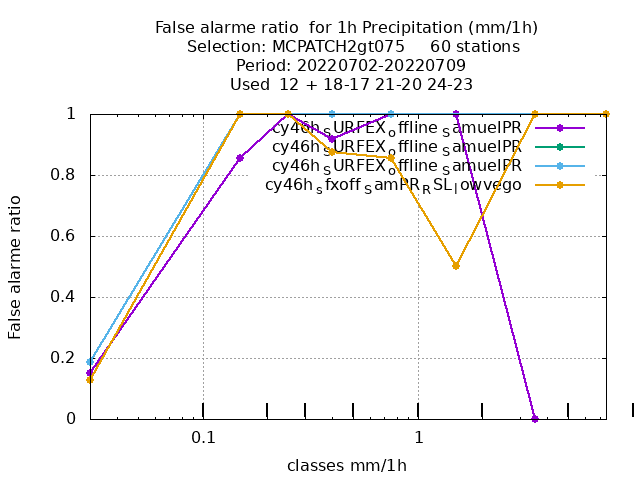 False alarme ratio  for 1h Precipitation (mm/1h)
Selection: MCPATCH2gt075     60 stations
Period: 20220702-20220709
Used  12 + 18-17 21-20 24-23
cy46h_SURFEX_offline_SamuelPR
cy46h_SURFEX_offline_SamuelPR
cy46h_SURFEX_offline_SamuelPR
cy46h_sfxoff_SamPR_RSL_lowvego
1
0.8
0.6
0.4
0.2
0
0.1
1
False alarme ratio
classes mm/1h